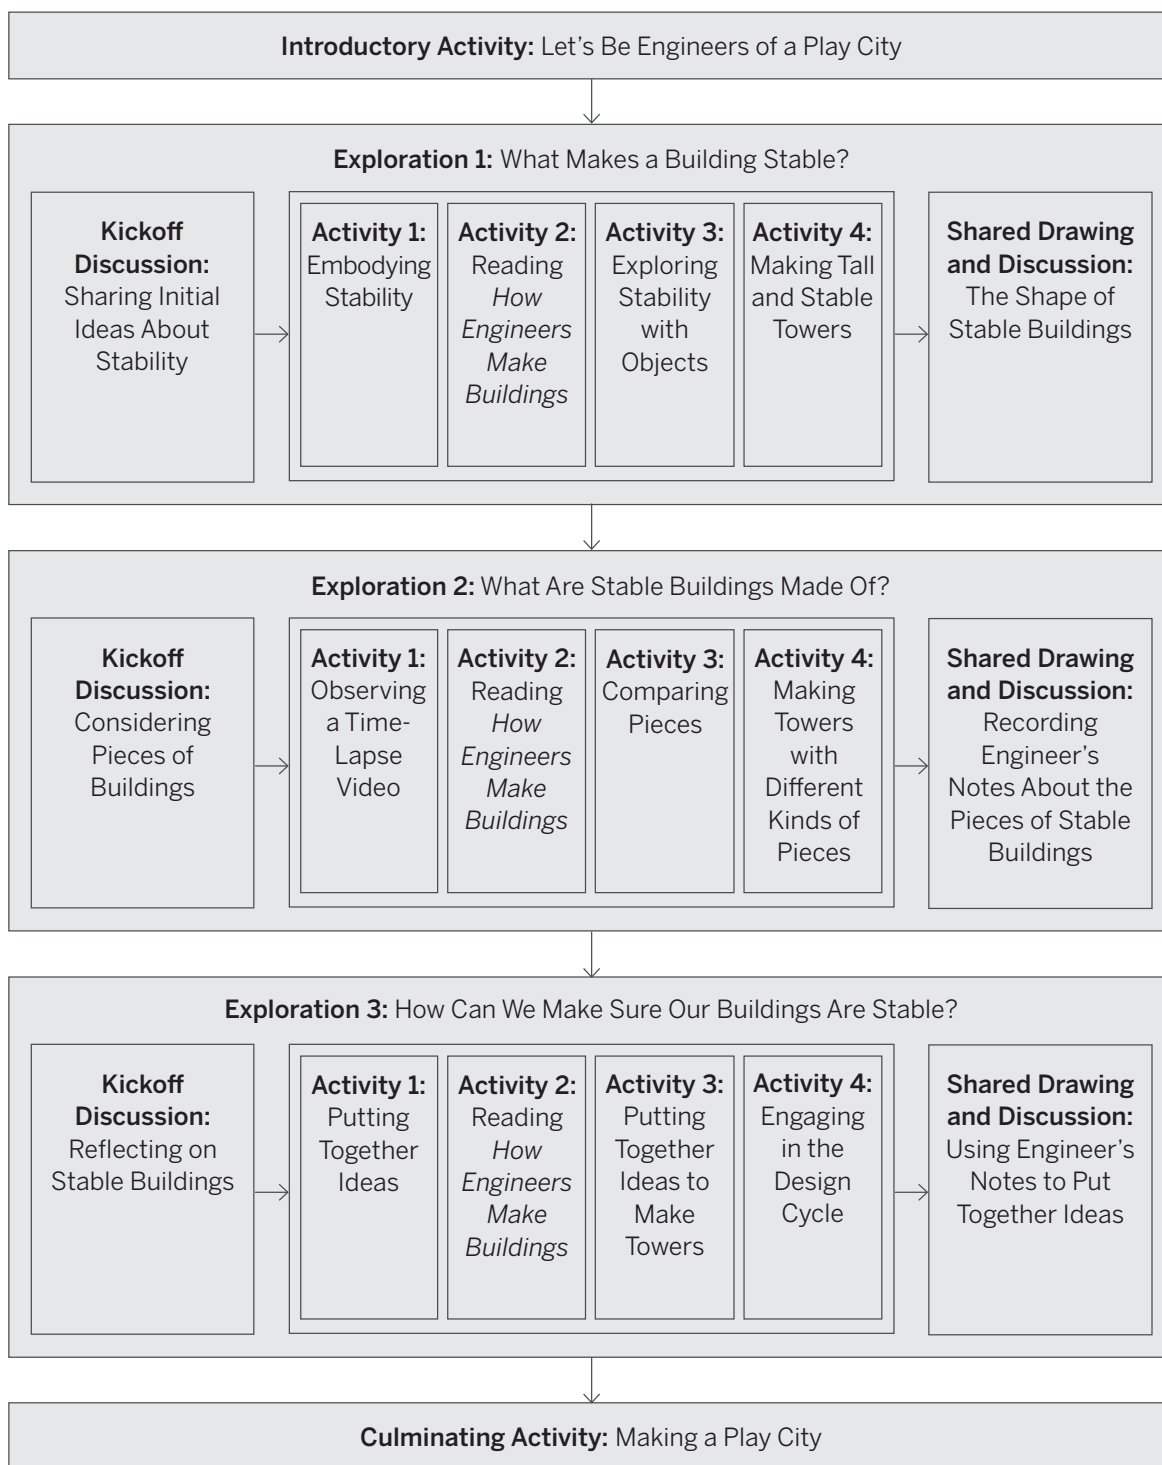 Introductory Activity: Let’s Be Engineers of a Play City
Exploration 1: What Makes a Building Stable?
Kickoff
Discussion:
Sharing Initial
Ideas About
Stability
Activity 1:
Embodying
Stability
Activity 2:
Reading
How
Engineers
Make
Buildings
Activity 3:
Exploring
Stability
with
Objects
Activity 4:
Making Tall
and Stable
Towers
Shared Drawing
and Discussion:
The Shape of
Stable Buildings
Exploration 2: What Are Stable Buildings Made Of?
Kickoff
Discussion:
Considering
Pieces of
Buildings
Activity 1:
Observing
a Time-
Lapse
Video
Activity 2:
Reading
How
Engineers
Make
Buildings
Activity 3:
Comparing
Pieces
Activity 4:
Making
Towers
with
Different
Kinds of
Pieces
Shared Drawing
and Discussion:
Recording
Engineer’s
Notes About the
Pieces of Stable
Buildings
Exploration 3: How Can We Make Sure Our Buildings Are Stable?
Kickoff
Discussion:
Reflecting on
Stable Buildings
Activity 1:
Putting
Together
Ideas
Activity 2:
Reading
How
Engineers
Make
Buildings
Activity 3:
Putting
Together
Ideas to
Make
Towers
Activity 4:
Engaging
in the
Design
Cycle
Shared Drawing
and Discussion:
Using Engineer’s
Notes to Put
Together Ideas
Culminating Activity: Making a Play City